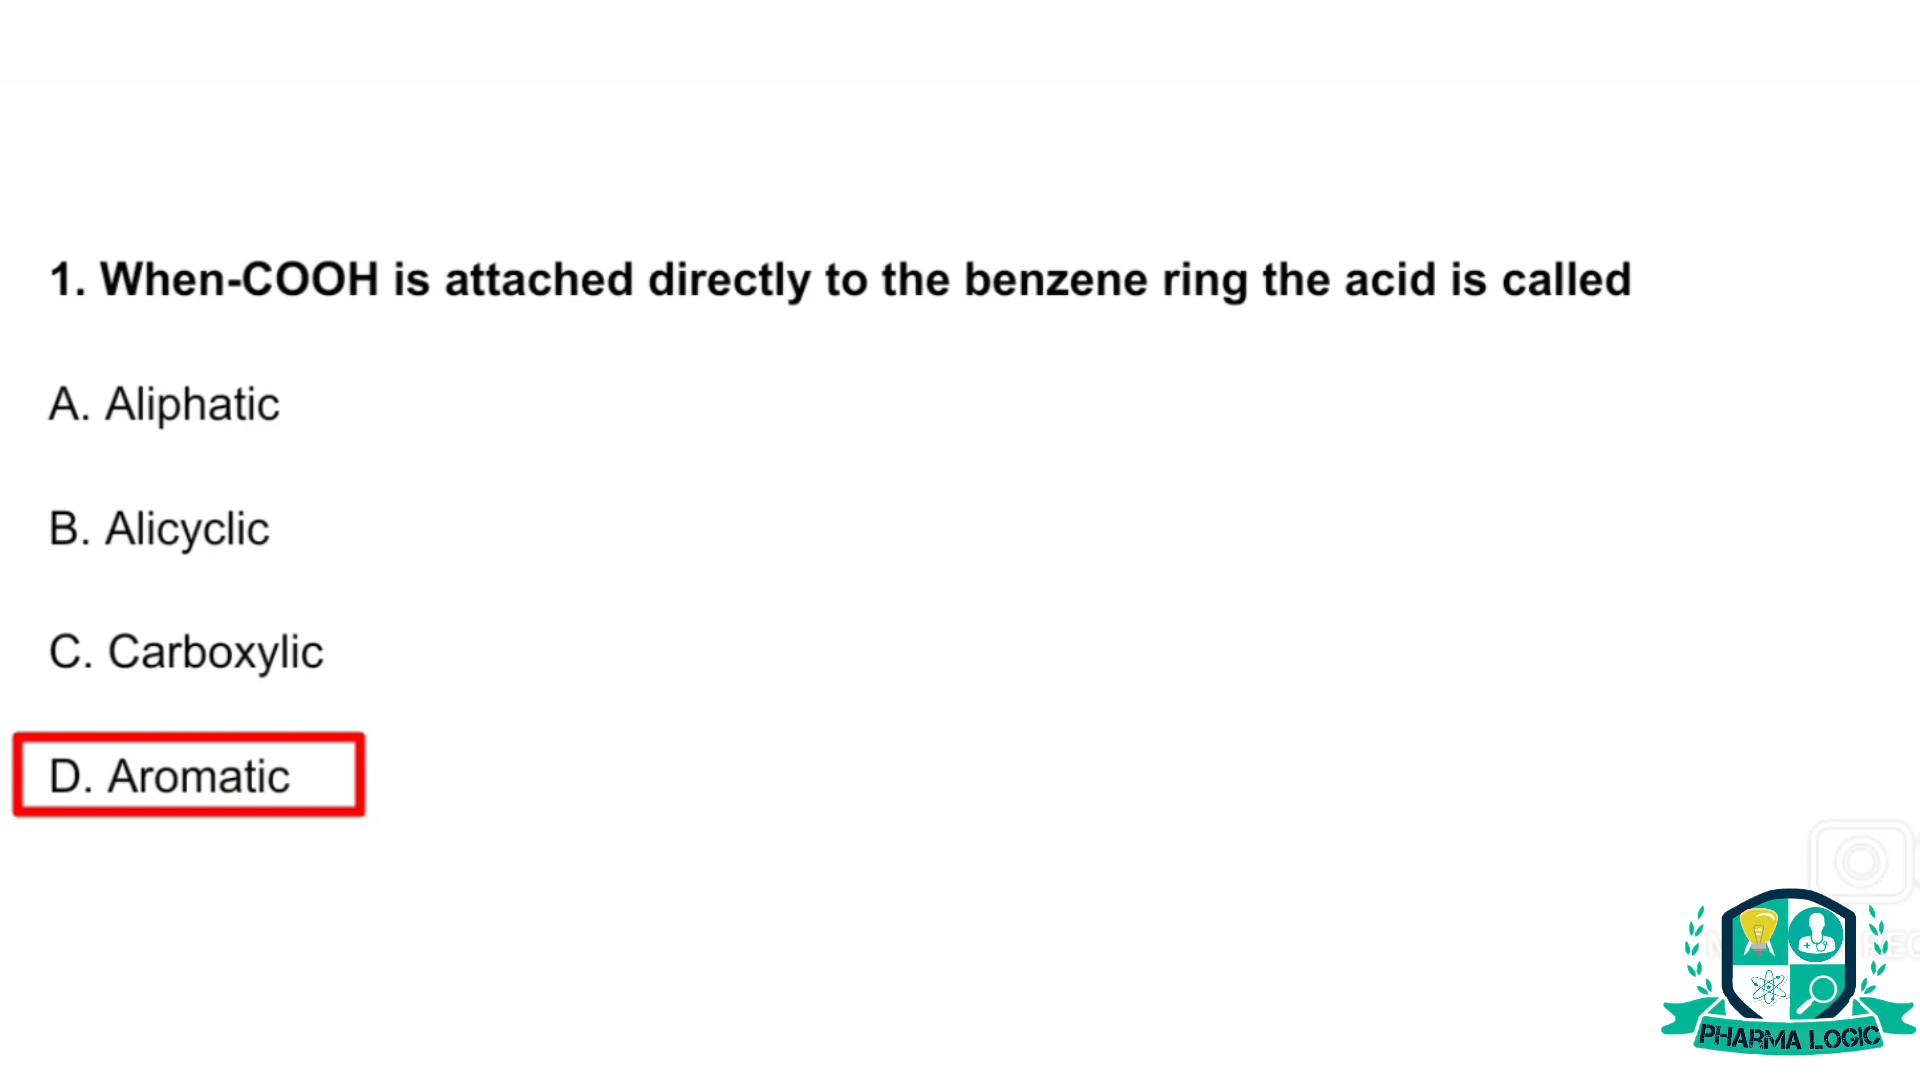 1. When-COOH is attached directly to the benzene ring the acid is called
A. Aliphatic
B. Alicyclic
C. Carboxylic
D. Aromatic
PHARMA LOGIC